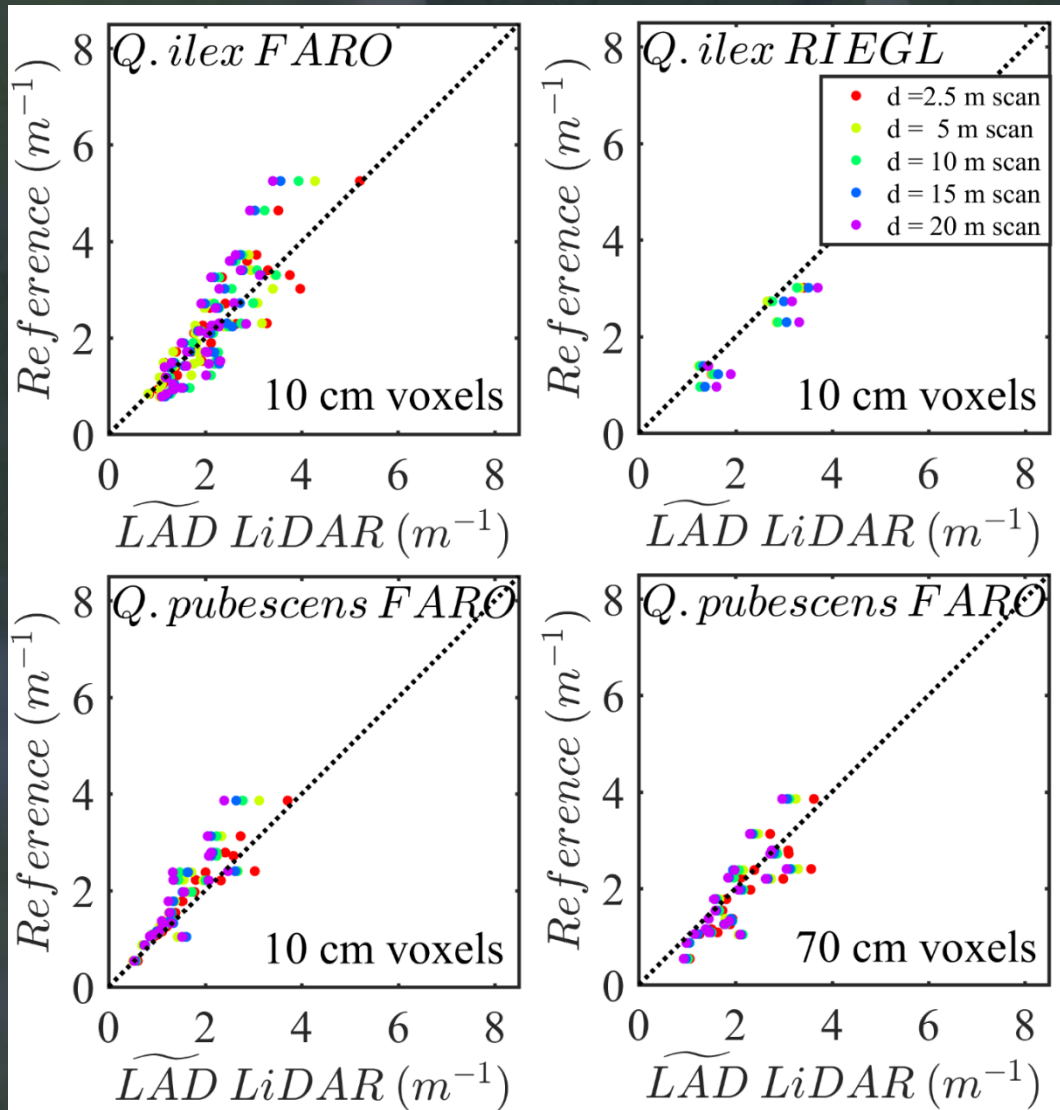 Q. ilex FARO
Reference (m⁻¹)
8
6
4
2
0
10 cm voxels
0 2 4 6 8
L͠AD LiDAR (m⁻¹)
Q. ilex RIEGL
d =2.5 m scan
d = 5 m scan
d = 10 m scan
d = 15 m scan
d = 20 m scan
Reference (m⁻¹)
8
6
4
2
0
10 cm voxels
0 2 4 6 8
L͠AD LiDAR (m⁻¹)
Q. pubescens FARO
Reference (m⁻¹)
8
6
4
2
0
10 cm voxels
0 2 4 6 8
L͠AD LiDAR (m⁻¹)
Q. pubescens FARO
Reference (m⁻¹)
8
6
4
2
0
70 cm voxels
0 2 4 6 8
L͠AD LiDAR (m⁻¹)